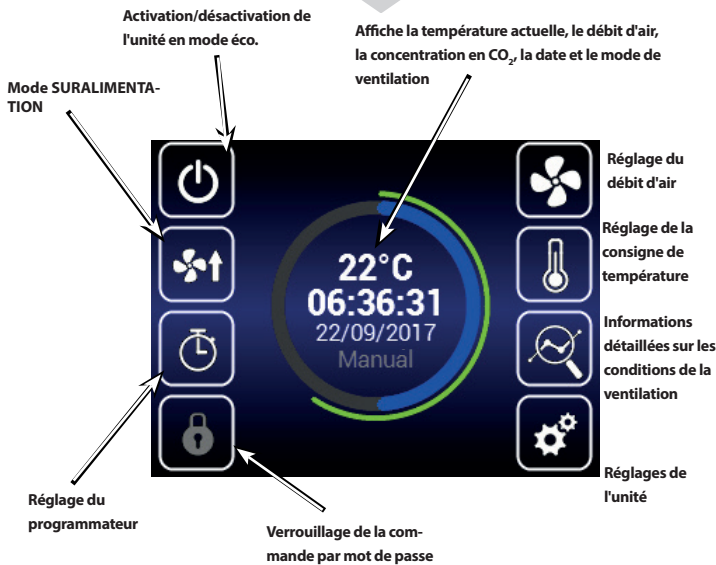 Activation/désactivation de
l'unité en mode éco.
Affiche la température actuelle, le débit d'air,
la concentration en CO₂, la date et le mode de
ventilation
Mode SURALIMENTA-
TION
Réglage du
débit d'air
Réglage de la
consigne de
température
22°C
06:36:31
22/09/2017
Manual
Informations
détaillées sur les
conditions de la
ventilation
Réglages de
l'unité
Réglage du
programmateur
Verrouillage de la com-
mande par mot de passe